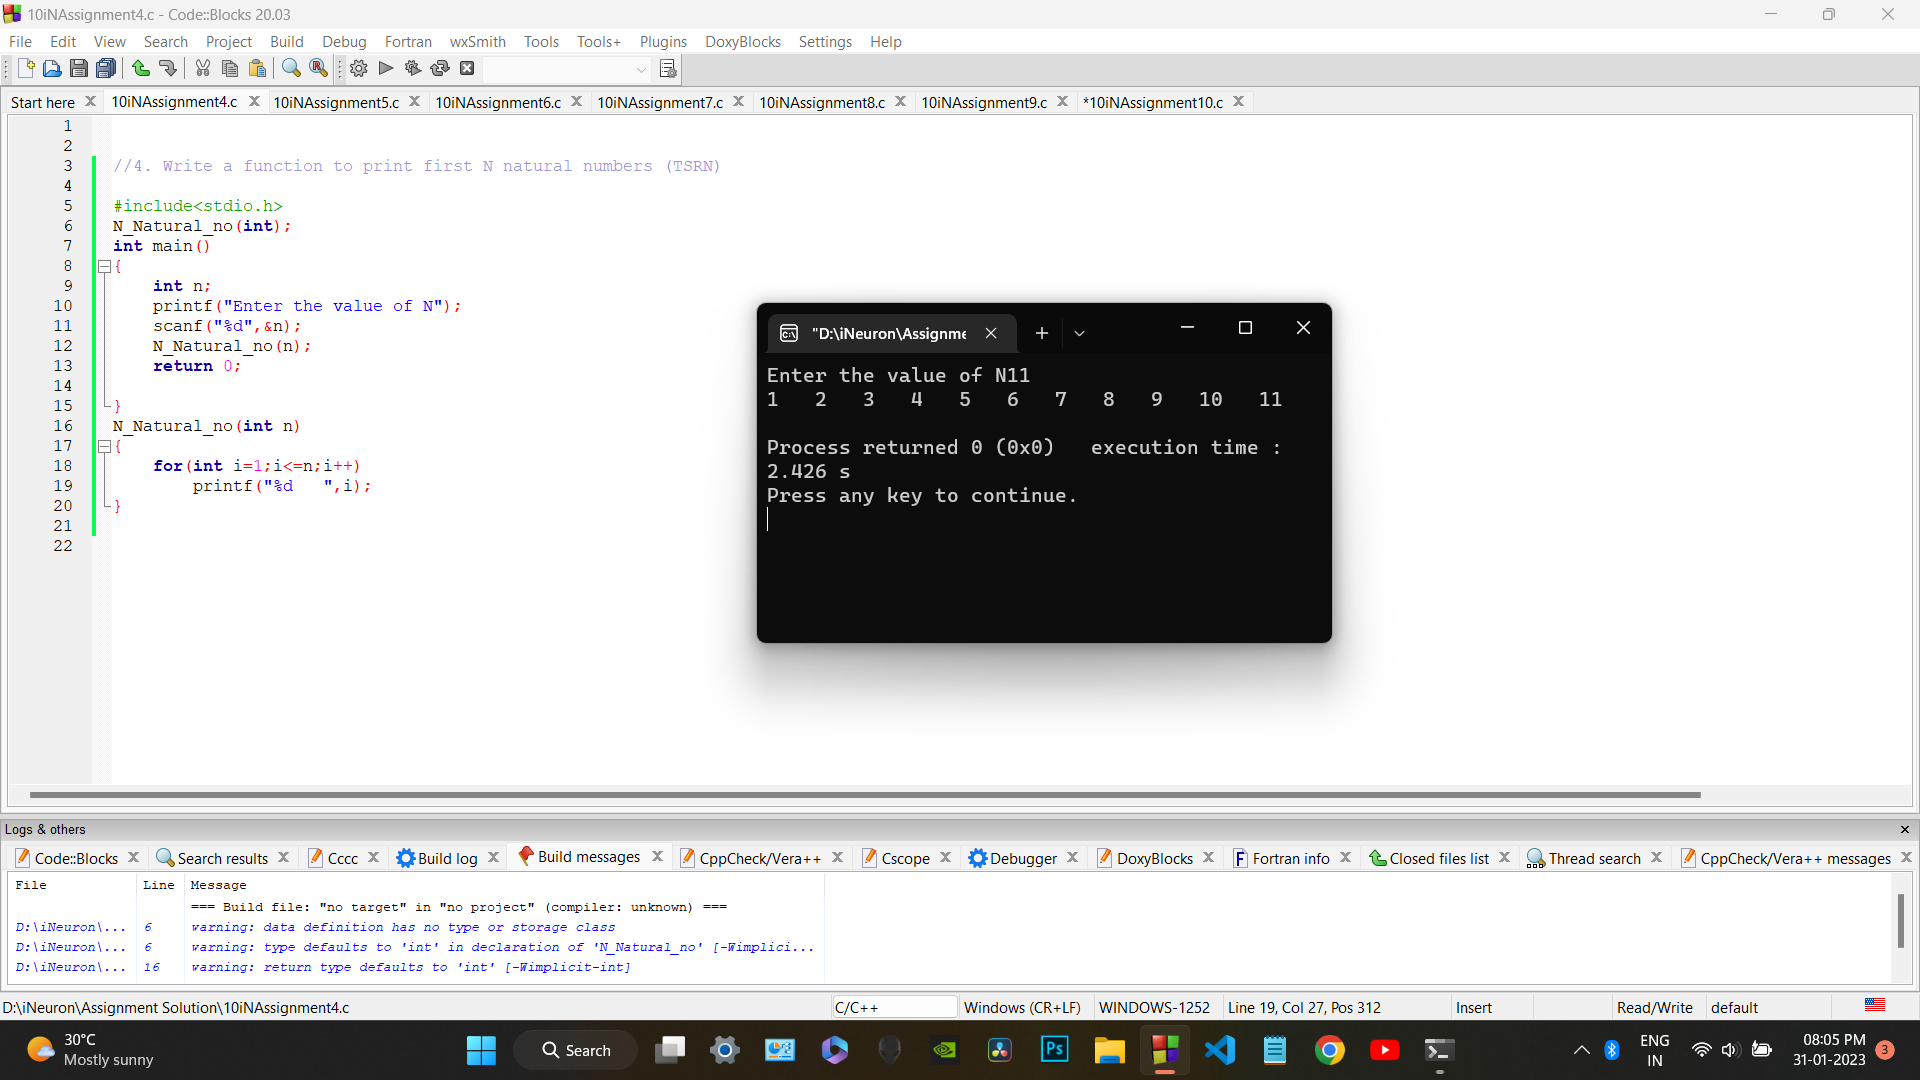 10iNAssignment4.c - Code::Blocks 20.03
File Edit View Search Project Build Debug Fortran wxSmith Tools Tools+ Plugins DoxyBlocks Settings Help
Start here 10iNAssignment4.c 10iNAssignment5.c 10iNAssignment6.c 10iNAssignment7.c 10iNAssignment8.c 10iNAssignment9.c *10iNAssignment10.c
1
2
3 //4. Write a function to print first N natural numbers (TSRN)
4
5 #include<stdio.h>
6 N_Natural_no(int);
7 int main()
8 {
9 int n;
10 printf("Enter the value of N");
11 scanf("%d",&n);
12 N_Natural_no(n);
13 return 0;
14
15 }
16 N_Natural_no(int n)
17 {
18 for(int i=1;i<=n;i++)
19 printf("%d   ",i);
20 }
21
22
"D:\iNeuron\Assignme
Enter the value of N11
1 2 3 4 5 6 7 8 9 10 11
Process returned 0 (0x0) execution time :
2.426 s
Press any key to continue.
Logs & others
Code::Blocks Search results Cccc Build log Build messages CppCheck/Vera++ Cscope Debugger DoxyBlocks Fortran info Closed files list Thread search CppCheck/Vera++ messages
File Line Message
=== Build file: "no target" in "no project" (compiler: unknown) ===
D:\iNeuron\... 6 warning: data definition has no type or storage class
D:\iNeuron\... 6 warning: type defaults to 'int' in declaration of 'N_Natural_no' [-Wimplici...
D:\iNeuron\... 16 warning: return type defaults to 'int' [-Wimplicit-int]
D:\iNeuron\Assignment Solution\10iNAssignment4.c C/C++ Windows (CR+LF) WINDOWS-1252 Line 19, Col 27, Pos 312 Insert Read/Write default
30°C
Mostly sunny
Search
Ps
ENG
IN
08:05 PM
31-01-2023
3